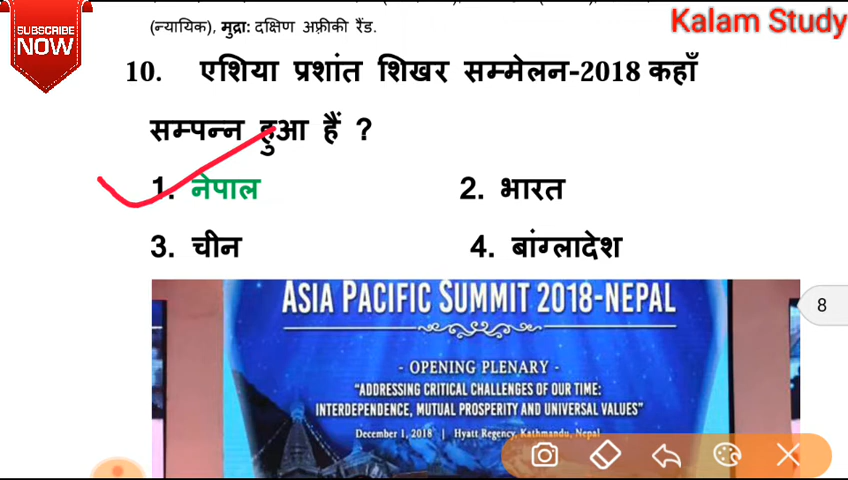 SUBSCRIBE
NOW
Kalam Study
(न्यायिक), मुद्रा: दक्षिण अफ़्रीकी रैंड.
10. एशिया प्रशांत शिखर सम्मेलन-2018 कहाँ
सम्पन्न हुआ हैं ?
1. नेपाल 2. भारत
3. चीन 4. बांग्लादेश
ASIA PACIFIC SUMMIT 2018-NEPAL
- OPENING PLENARY -
"ADDRESSING CRITICAL CHALLENGES OF OUR TIME:
INTERDEPENDENCE, MUTUAL PROSPERITY AND UNIVERSAL VALUES"
December 1, 2018 | Hyatt Regency, Kathmandu, Nepal
8